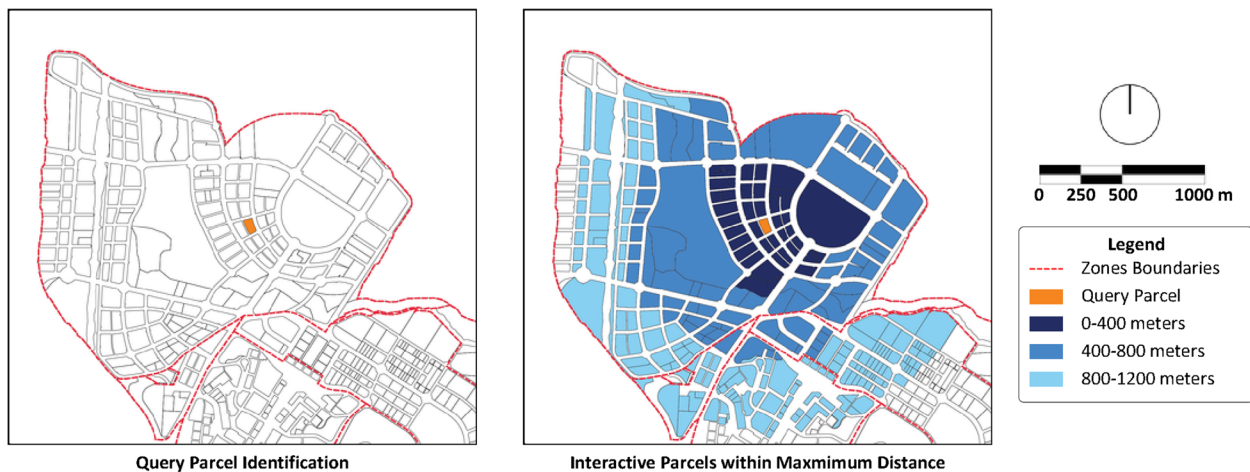 0
250
500
1000 m
Legend
Zones Boundaries
Query Parcel
0-400 meters
400-800 meters
800-1200 meters
Query Parcel Identification
Interactive Parcels within Maxmimum Distance